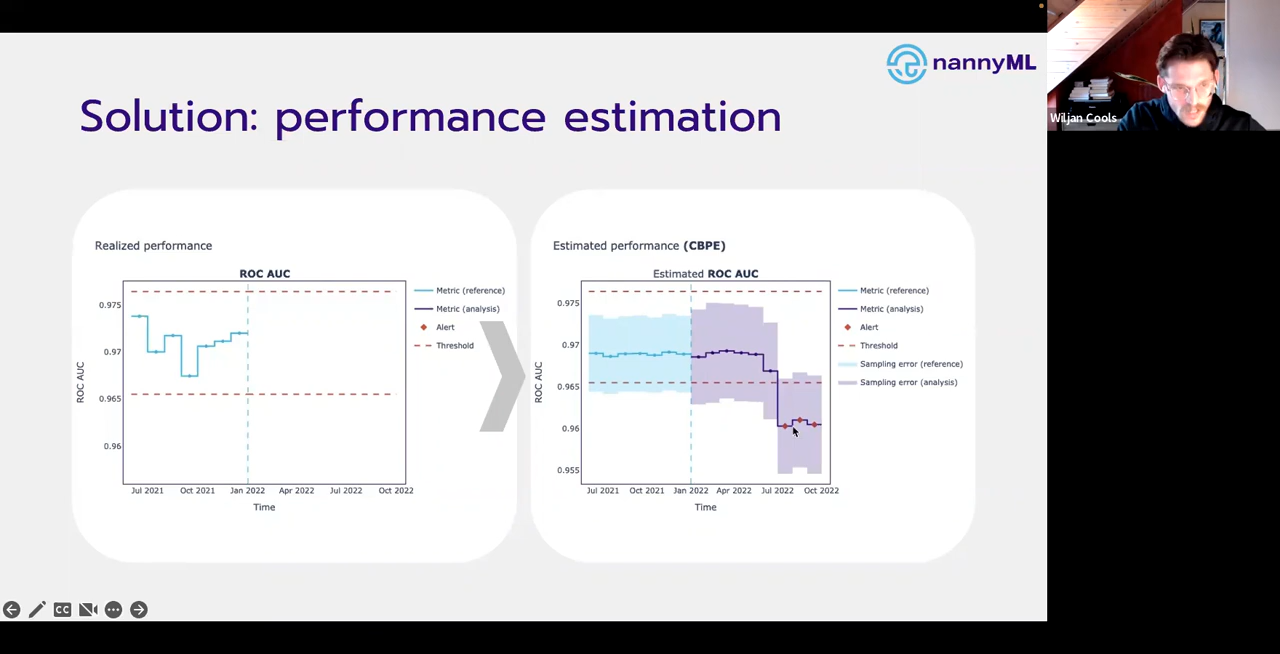 nannyML
Wiljan Cools
Solution: performance estimation
Realized performance
ROC AUC
Metric (reference)
Metric (analysis)
Alert
Threshold
0.975
0.97
0.965
0.96
ROC AUC
Jul 2021 Oct 2021 Jan 2022 Apr 2022 Jul 2022 Oct 2022
Time
Estimated performance (CBPE)
Estimated ROC AUC
Metric (reference)
Metric (analysis)
Alert
Threshold
Sampling error (reference)
Sampling error (analysis)
0.975
0.97
0.965
0.96
0.955
ROC AUC
Jul 2021 Oct 2021 Jan 2022 Apr 2022 Jul 2022 Oct 2022
Time
CC